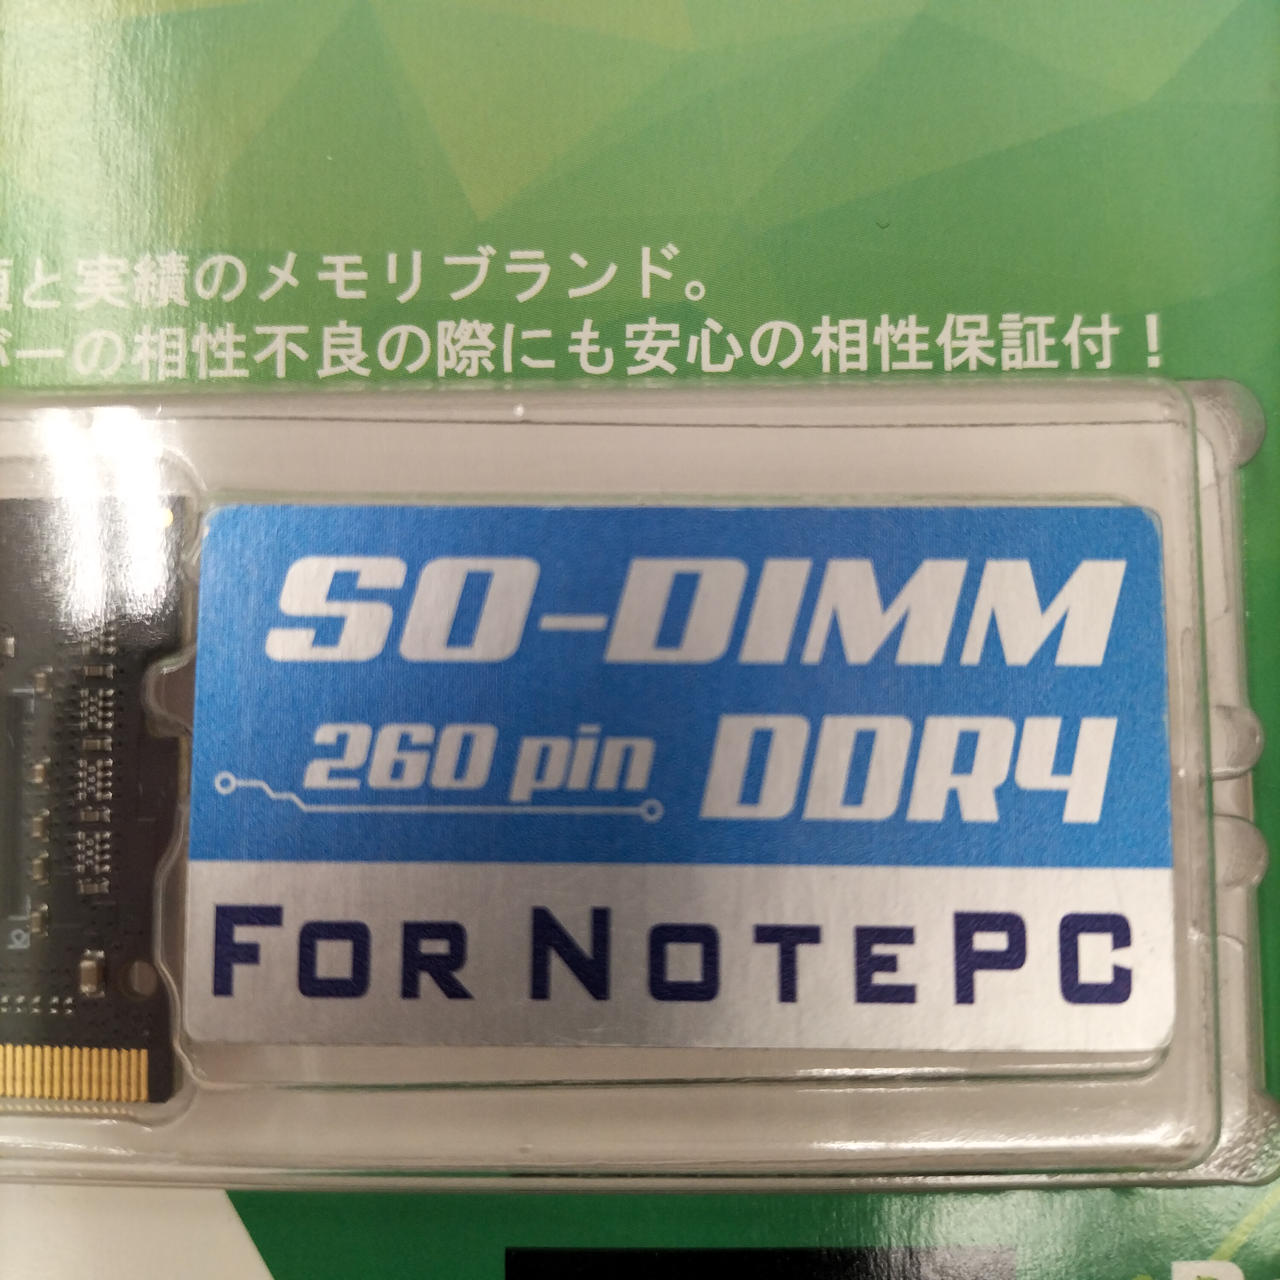 と実績のメモリブランド。
の相性不良の際にも安心の相性保証付！
SO-DIMM
260 pin DDR4
FOR NOTEPC